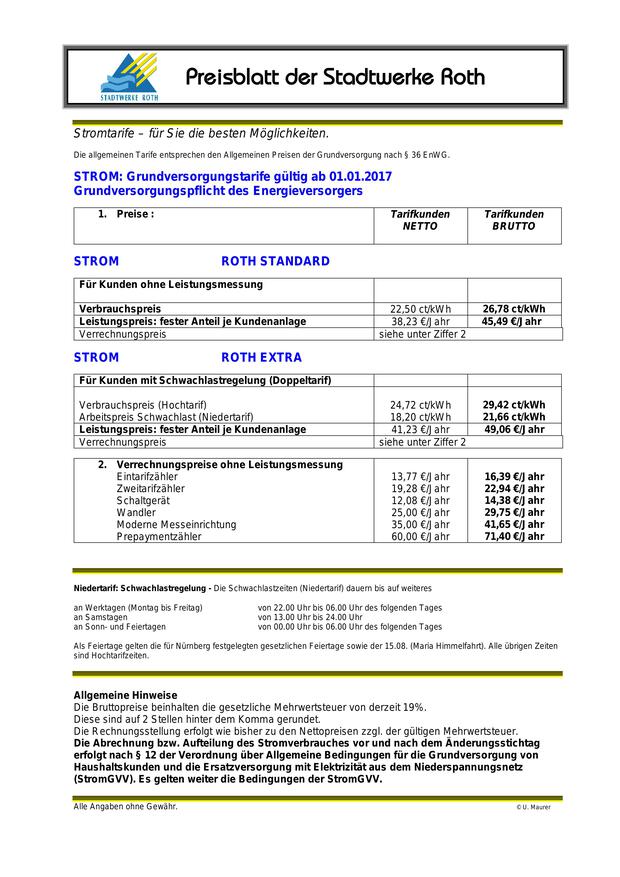 STADTWERKE ROTH
Preisblatt der Stadtwerke Roth
Stromtarife – für Sie die besten Möglichkeiten.
Die allgemeinen Tarife entsprechen den Allgemeinen Preisen der Grundversorgung nach § 36 EnWG.
STROM: Grundversorgungstarife gültig ab 01.01.2017
Grundversorgungspflicht des Energieversorgers
1. Preise : Tarifkunden Tarifkunden
NETTO BRUTTO
STROM ROTH STANDARD
Für Kunden ohne Leistungsmessung
Verbrauchspreis 22,50 ct/kWh 26,78 ct/kWh
Leistungspreis: fester Anteil je Kundenanlage 38,23 €/Jahr 45,49 €/Jahr
Verrechnungspreis siehe unter Ziffer 2
STROM ROTH EXTRA
Für Kunden mit Schwachlastregelung (Doppeltarif)
Verbrauchspreis (Hochtarif) 24,72 ct/kWh 29,42 ct/kWh
Arbeitspreis Schwachlast (Niedertarif) 18,20 ct/kWh 21,66 ct/kWh
Leistungspreis: fester Anteil je Kundenanlage 41,23 €/Jahr 49,06 €/Jahr
Verrechnungspreis siehe unter Ziffer 2
2. Verrechnungspreise ohne Leistungsmessung
Eintarifzähler 13,77 €/Jahr 16,39 €/Jahr
Zweitarifzähler 19,28 €/Jahr 22,94 €/Jahr
Schaltgerät 12,08 €/Jahr 14,38 €/Jahr
Wandler 25,00 €/Jahr 29,75 €/Jahr
Moderne Messeinrichtung 35,00 €/Jahr 41,65 €/Jahr
Prepaymentzähler 60,00 €/Jahr 71,40 €/Jahr
Niedertarif: Schwachlastregelung - Die Schwachlastzeiten (Niedertarif) dauern bis auf weiteres
an Werktagen (Montag bis Freitag) von 22.00 Uhr bis 06.00 Uhr des folgenden Tages
an Samstagen von 13.00 Uhr bis 24.00 Uhr
an Sonn- und Feiertagen von 00.00 Uhr bis 06.00 Uhr des folgenden Tages
Als Feiertage gelten die für Nürnberg festgelegten gesetzlichen Feiertage sowie der 15.08. (Maria Himmelfahrt). Alle übrigen Zeiten
sind Hochtarifzeiten.
Allgemeine Hinweise
Die Bruttopreise beinhalten die gesetzliche Mehrwertsteuer von derzeit 19%.
Diese sind auf 2 Stellen hinter dem Komma gerundet.
Die Rechnungsstellung erfolgt wie bisher zu den Nettopreisen zzgl. der gültigen Mehrwertsteuer.
Die Abrechnung bzw. Aufteilung des Stromverbrauches vor und nach dem Änderungsstichtag
erfolgt nach § 12 der Verordnung über Allgemeine Bedingungen für die Grundversorgung von
Haushaltskunden und die Ersatzversorgung mit Elektrizität aus dem Niederspannungsnetz
(StromGVV). Es gelten weiter die Bedingungen der StromGVV.
Alle Angaben ohne Gewähr. © U. Maurer